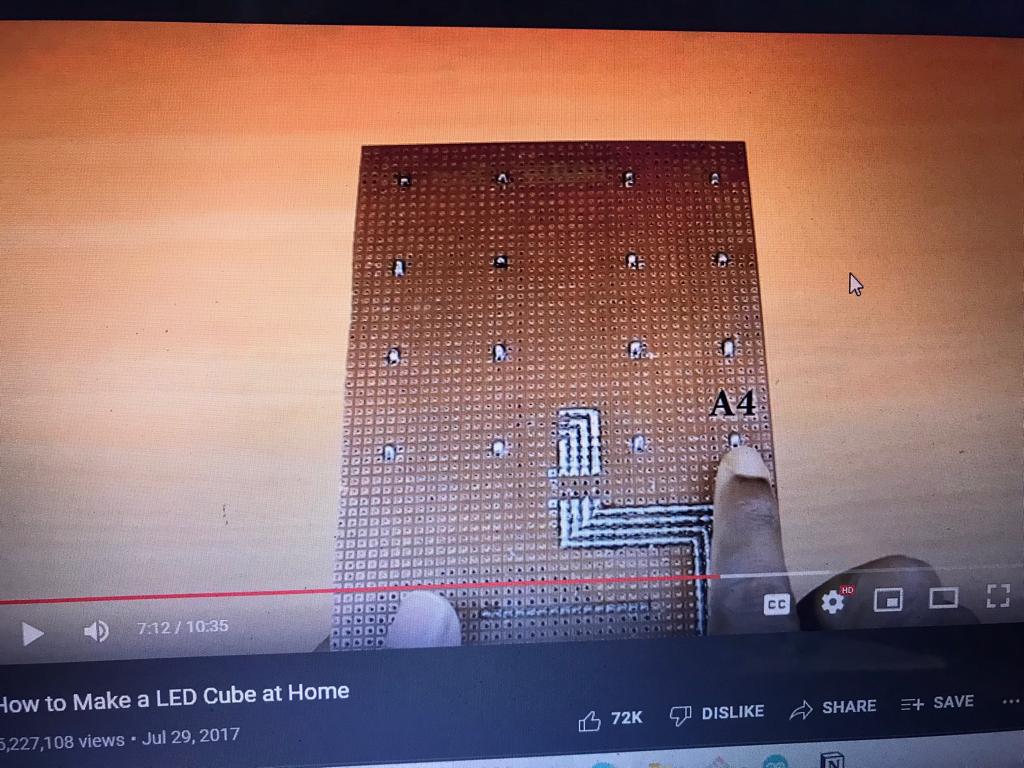 A4
CC
HD
7:12 / 10:35
How to Make a LED Cube at Home
5,227,108 views • Jul 29, 2017
72K
DISLIKE
SHARE
SAVE
N